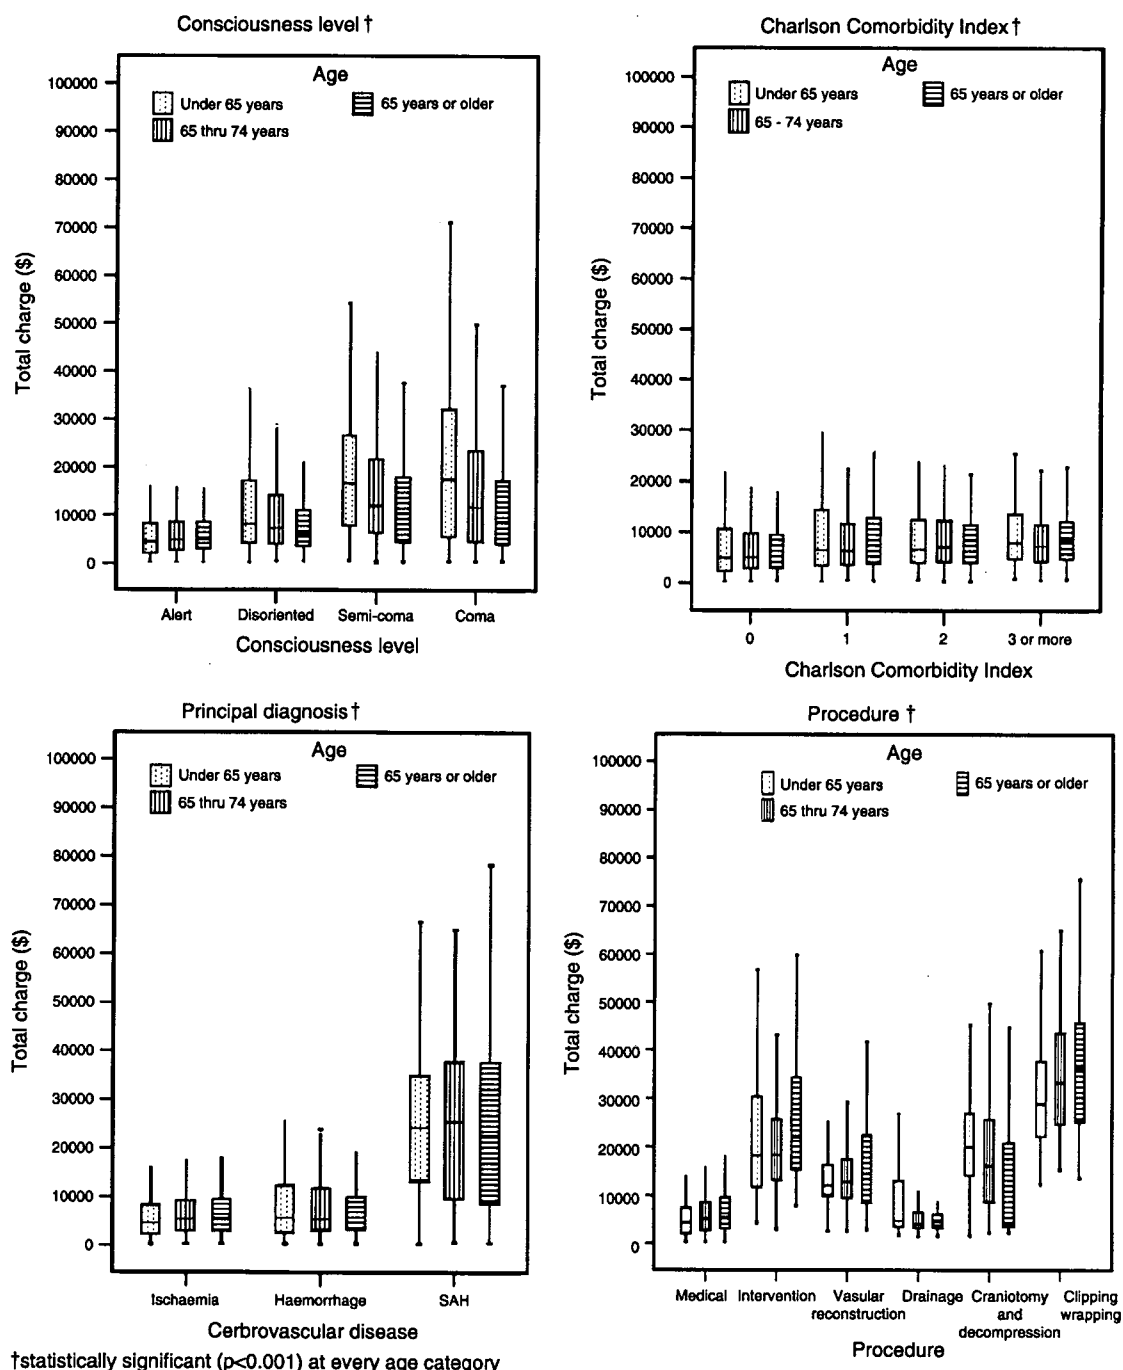 Consciousness level †
Age
Under 65 years
65 years or older
65 thru 74 years
Total charge ($)
100000
90000
80000
70000
60000
50000
40000
30000
20000
10000
0
Alert
Disoriented
Semi-coma
Coma
Consciousness level
Charlson Comorbidity Index †
Age
Under 65 years
65 years or older
65 - 74 years
Total charge ($)
100000
90000
80000
70000
60000
50000
40000
30000
20000
10000
0
0
1
2
3 or more
Charlson Comorbidity Index
Principal diagnosis †
Age
Under 65 years
65 years or older
65 thru 74 years
Total charge ($)
100000
90000
80000
70000
60000
50000
40000
30000
20000
10000
0
Ischaemia
Haemorrhage
SAH
Cerbrovascular disease
Procedure †
Age
Under 65 years
65 years or older
65 thru 74 years
Total charge ($)
100000
90000
80000
70000
60000
50000
40000
30000
20000
10000
0
Medical
Intervention
Vasular
reconstruction
Drainage
Craniotomy
and
decompression
Clipping
wrapping
Procedure
†statistically significant (p<0.001) at every age category